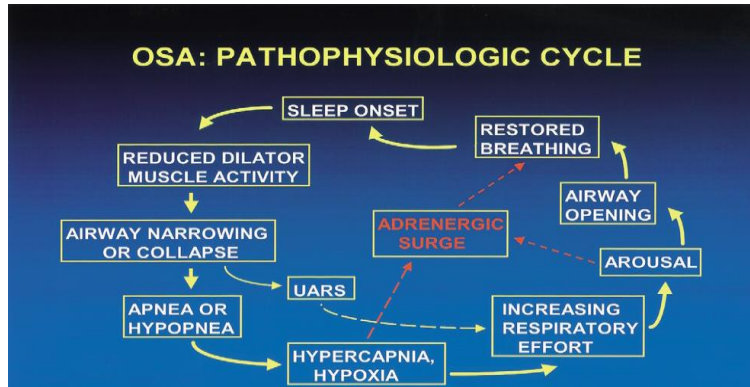 OSA: PATHOPHYSIOLOGIC CYCLE
SLEEP ONSET
RESTORED
BREATHING
REDUCED DILATOR
MUSCLE ACTIVITY
AIRWAY
OPENING
AIRWAY NARROWING
OR COLLAPSE
ADRENERGIC
SURGE
AROUSAL
UARS
APNEA OR
HYPOPNEA
INCREASING
RESPIRATORY
EFFORT
HYPERCAPNIA,
HYPOXIA